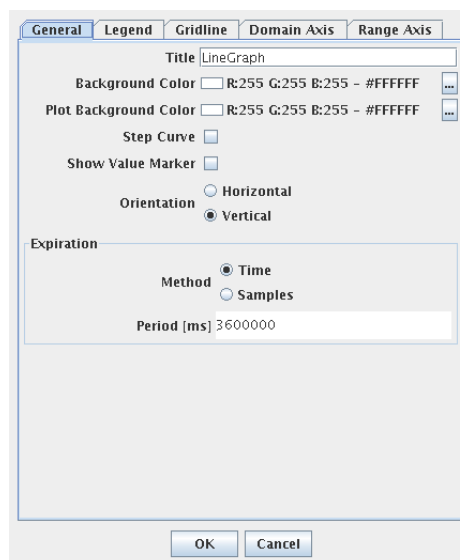 General Legend Gridline Domain Axis Range Axis
Title LineGraph
Background Color R:255 G:255 B:255 - #FFFFFF ...
Plot Background Color R:255 G:255 B:255 - #FFFFFF ...
Step Curve
Show Value Marker
Horizontal
Orientation
Vertical
Expiration
Time
Method
Samples
Period [ms] 3600000
OK Cancel